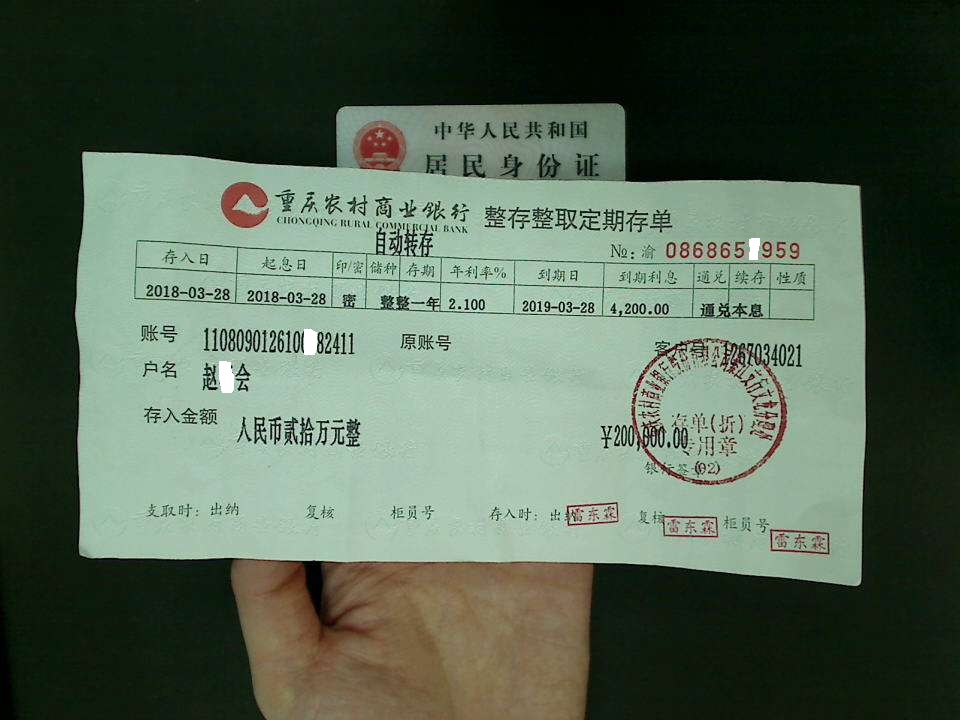 中华人民共和国
居民身份证
重庆农村商业银行 整存整取定期存单
CHONGQING RURAL COMMERCIAL BANK
自动转存
№:渝 0868651 959
存入日 起息日 印/密 储种 存期 年利率% 到期日 到期利息 通兑 续存 性质
2018-03-28 2018-03-28 密 整整 一年 2.100 2019-03-28 4,200.00 通兑 本息
账号 110809012610 82411 原账号 客户号 1267034021
户名 赵 会
存入金额 人民币贰拾万元整 ¥200,000.00
存单(折)
专用章
银行签章
(02)
支取时:出纳 复核 柜员号 存入时:出纳 雷东霖 复核 雷东霖 柜员号 雷东霖